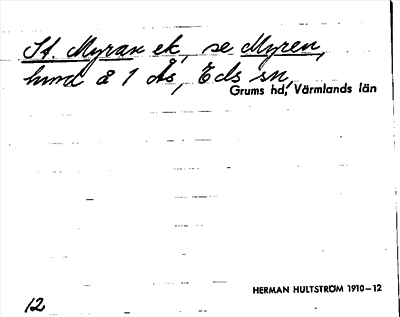 St. Myran ek, se Myren,
hmd å 1 Ås, Eds sn,
Grums hd, Värmlands län
HERMAN HULTSTRÖM 1910–12
12